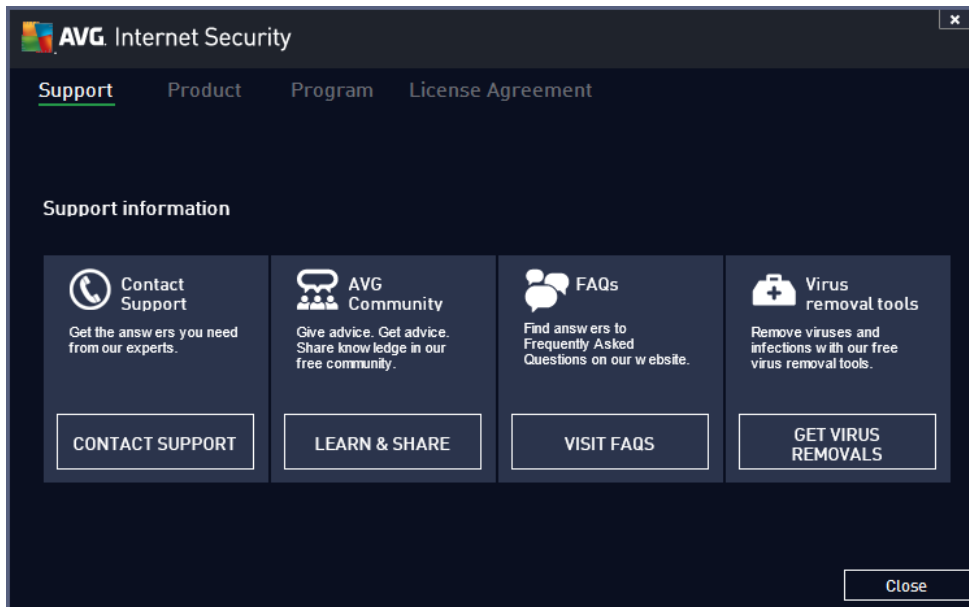 AVG. Internet Security
x
Support Product Program License Agreement
Support information
Contact
Support
Get the answers you need
from our experts.
CONTACT SUPPORT
AVG
Community
Give advice. Get advice.
Share knowledge in our
free community.
LEARN & SHARE
FAQs
Find answers to
Frequently Asked
Questions on our website.
VISIT FAQS
Virus
removal tools
Remove viruses and
infections with our free
virus removal tools.
GET VIRUS
REMOVALS
Close